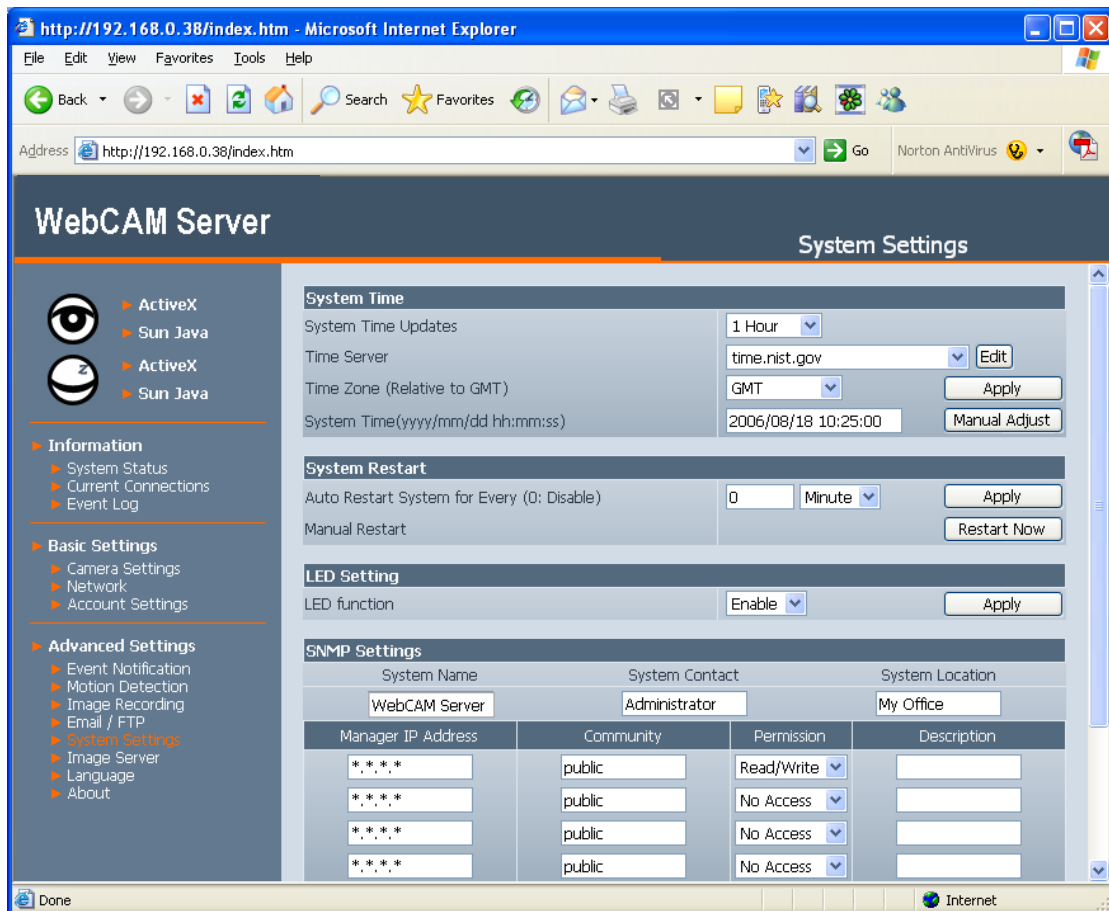 http://192.168.0.38/index.htm - Microsoft Internet Explorer
File Edit View Favorites Tools Help
Back Search Favorites
Address http://192.168.0.38/index.htm Go Norton AntiVirus
WebCAM Server
System Settings
ActiveX
Sun Java
z
ActiveX
Sun Java
Information
System Status
Current Connections
Event Log
Basic Settings
Camera Settings
Network
Account Settings
Advanced Settings
Event Notification
Motion Detection
Image Recording
Email / FTP
System Settings
Image Server
Language
About
System Time
System Time Updates 1 Hour
Time Server time.nist.gov Edit
Time Zone (Relative to GMT) GMT Apply
System Time(yyyy/mm/dd hh:mm:ss) 2006/08/18 10:25:00 Manual Adjust
System Restart
Auto Restart System for Every (0: Disable) 0 Minute Apply
Manual Restart Restart Now
LED Setting
LED function Enable Apply
SNMP Settings
System Name System Contact System Location
WebCAM Server Administrator My Office
Manager IP Address Community Permission Description
*.*.*.* public Read/Write
*.*.*.* public No Access
*.*.*.* public No Access
*.*.*.* public No Access
Done Internet